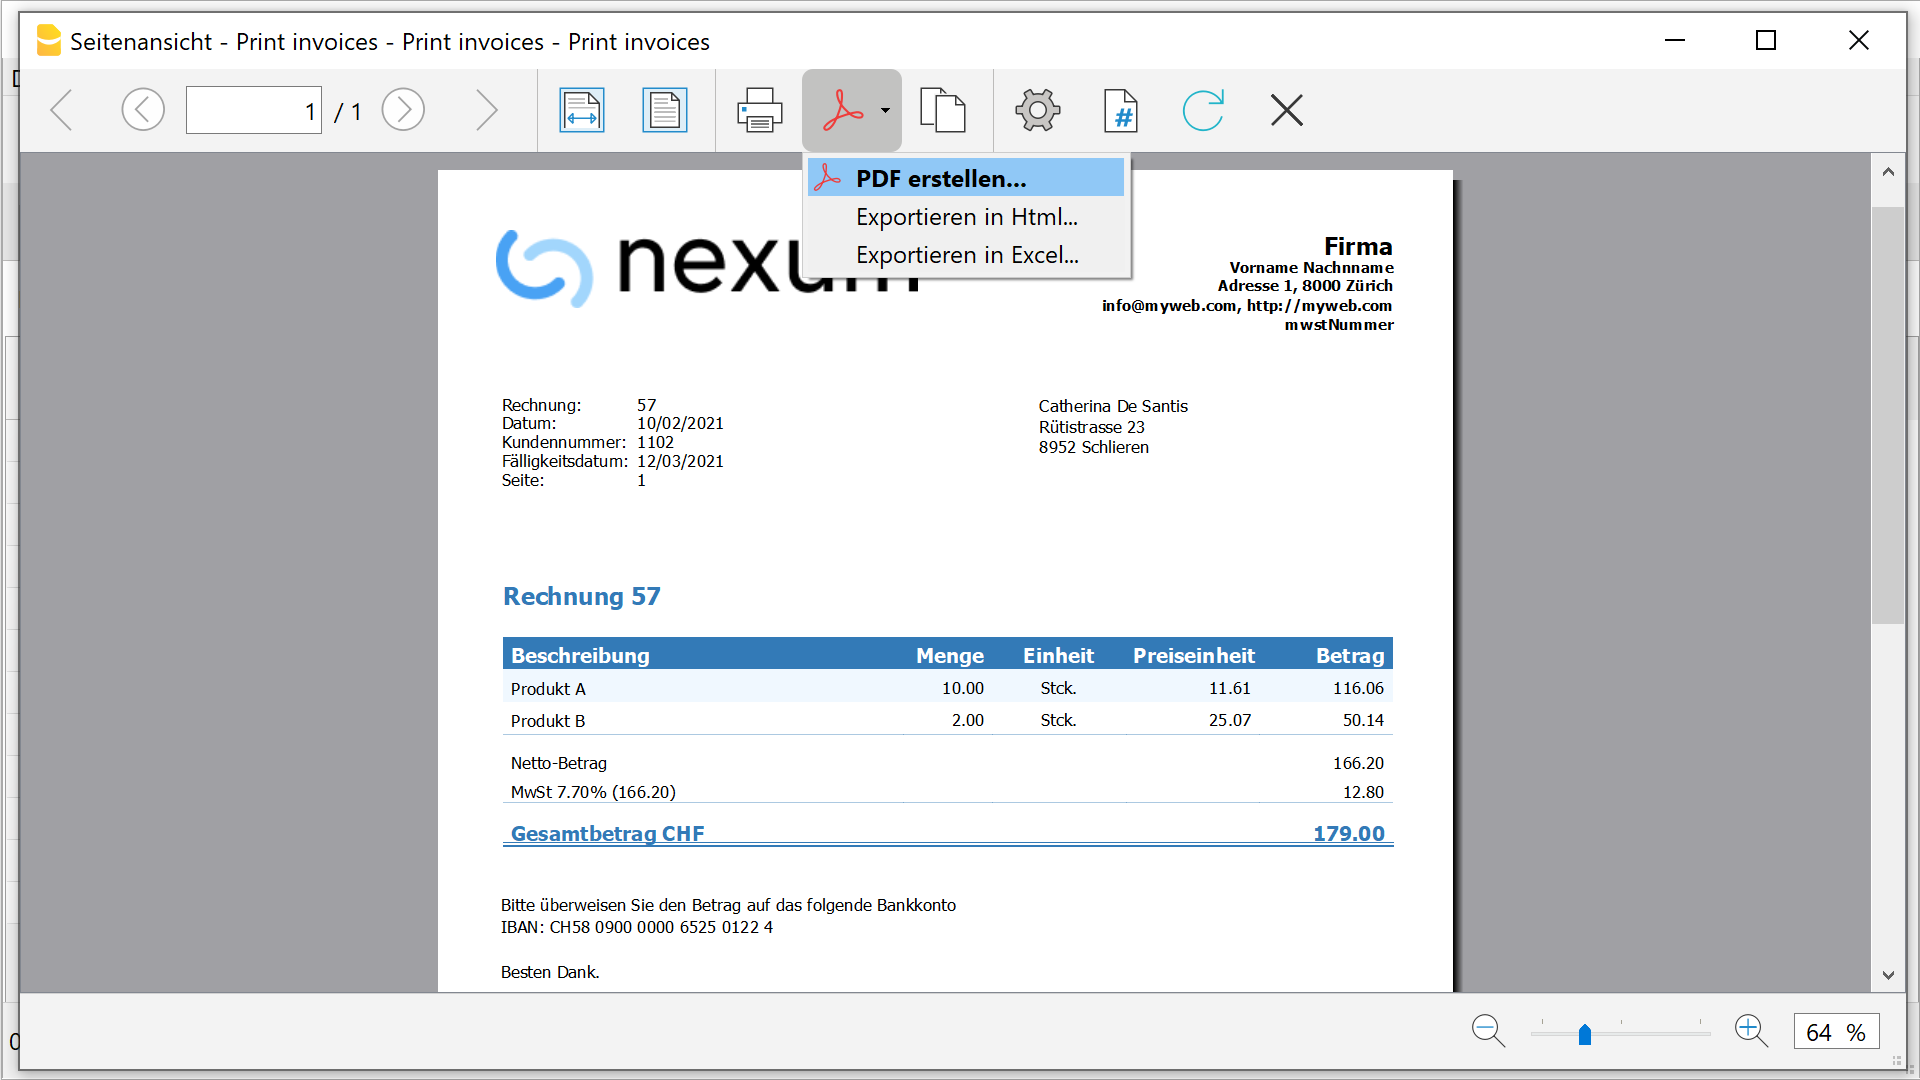 Seitenansicht - Print invoices - Print invoices - Print invoices
1 / 1
#
PDF erstellen...
Exportieren in Html...
Exportieren in Excel...
Firma
Vorname Nachnname
Adresse 1, 8000 Zürich
info@myweb.com, http://myweb.com
mwstNummer
Rechnung: 57
Datum: 10/02/2021
Kundennummer: 1102
Fälligkeitsdatum: 12/03/2021
Seite: 1
Catherina De Santis
Rütistrasse 23
8952 Schlieren
Rechnung 57
Beschreibung Menge Einheit Preiseinheit Betrag
Produkt A 10.00 Stck. 11.61 116.06
Produkt B 2.00 Stck. 25.07 50.14
Netto-Betrag 166.20
MwSt 7.70% (166.20) 12.80
Gesamtbetrag CHF 179.00
Bitte überweisen Sie den Betrag auf das folgende Bankkonto
IBAN: CH58 0900 0000 6525 0122 4
Besten Dank.
64 %